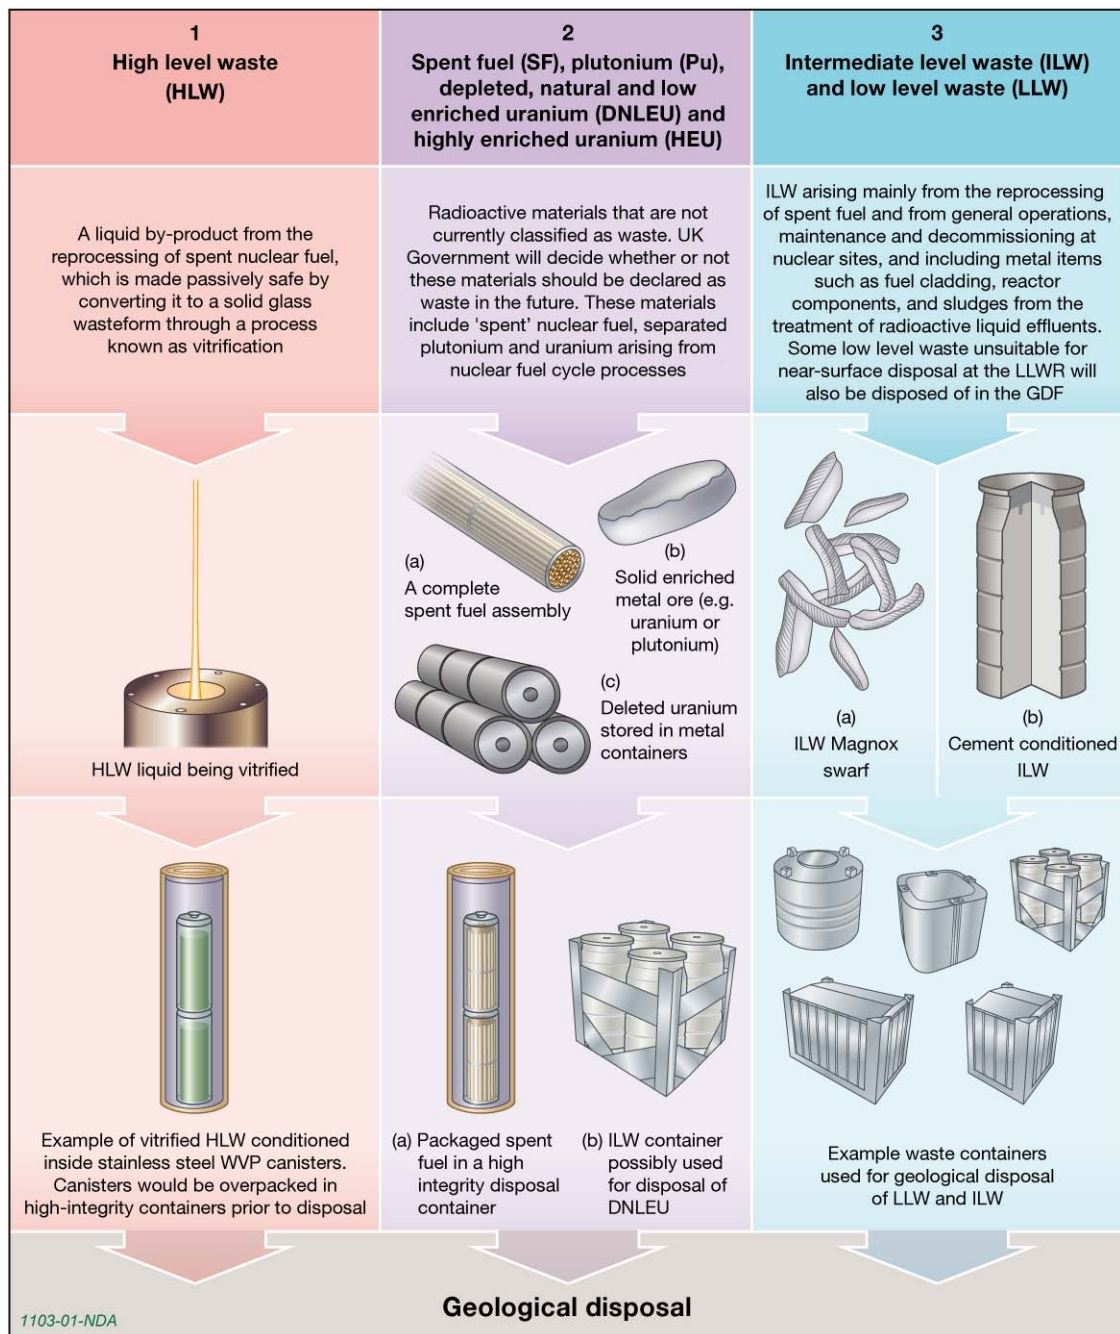 1
High level waste
(HLW)
2
Spent fuel (SF), plutonium (Pu),
depleted, natural and low
enriched uranium (DNLEU) and
highly enriched uranium (HEU)
3
Intermediate level waste (ILW)
and low level waste (LLW)
A liquid by-product from the
reprocessing of spent nuclear fuel,
which is made passively safe by
converting it to a solid glass
wasteform through a process
known as vitrification
Radioactive materials that are not
currently classified as waste. UK
Government will decide whether or not
these materials should be declared as
waste in the future. These materials
include 'spent’ nuclear fuel, separated
plutonium and uranium arising from
nuclear fuel cycle processes
ILW arising mainly from the reprocessing
of spent fuel and from general operations,
maintenance and decommissioning at
nuclear sites, and including metal items
such as fuel cladding, reactor
components, and sludges from the
treatment of radioactive liquid effluents.
Some low level waste unsuitable for
near-surface disposal at the LLWR will
also be disposed of in the GDF
HLW liquid being vitrified
(a)
A complete
spent fuel assembly
(b)
Solid enriched
metal ore (e.g.
uranium or
plutonium)
(c)
Deleted uranium
stored in metal
containers
(a)
ILW Magnox
swarf
(b)
Cement conditioned
ILW
Example of vitrified HLW conditioned
inside stainless steel WVP canisters.
Canisters would be overpacked in
high-integrity containers prior to disposal
(a) Packaged spent
fuel in a high
integrity disposal
container
(b) ILW container
possibly used
for disposal of
DNLEU
Example waste containers
used for geological disposal
of LLW and ILW
Geological disposal
1103-01-NDA